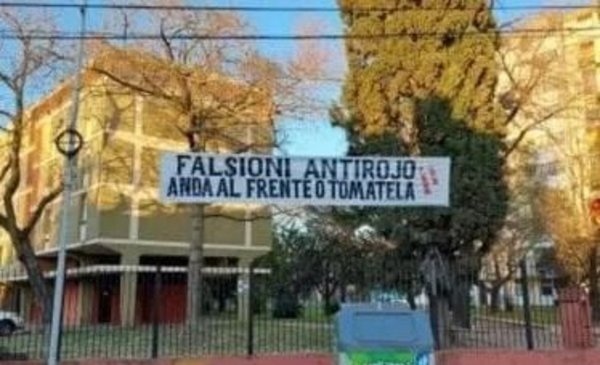 FALSIONI ANTIROJO
ANDA AL FRENTE O TOMATELA